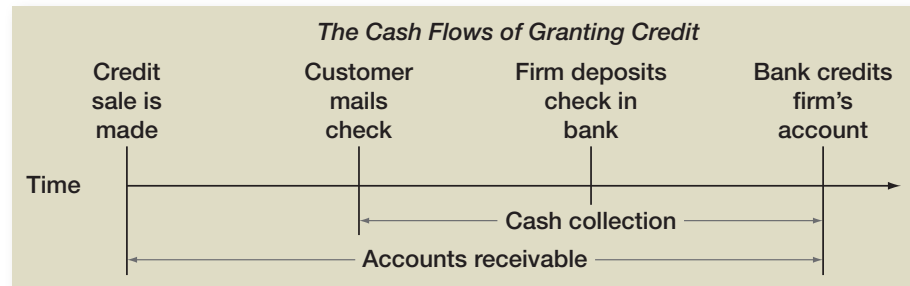 The Cash Flows of Granting Credit
Credit
sale is
made
Customer
mails
check
Firm deposits
check in
bank
Bank credits
firm's
account
Time
Cash collection
Accounts receivable